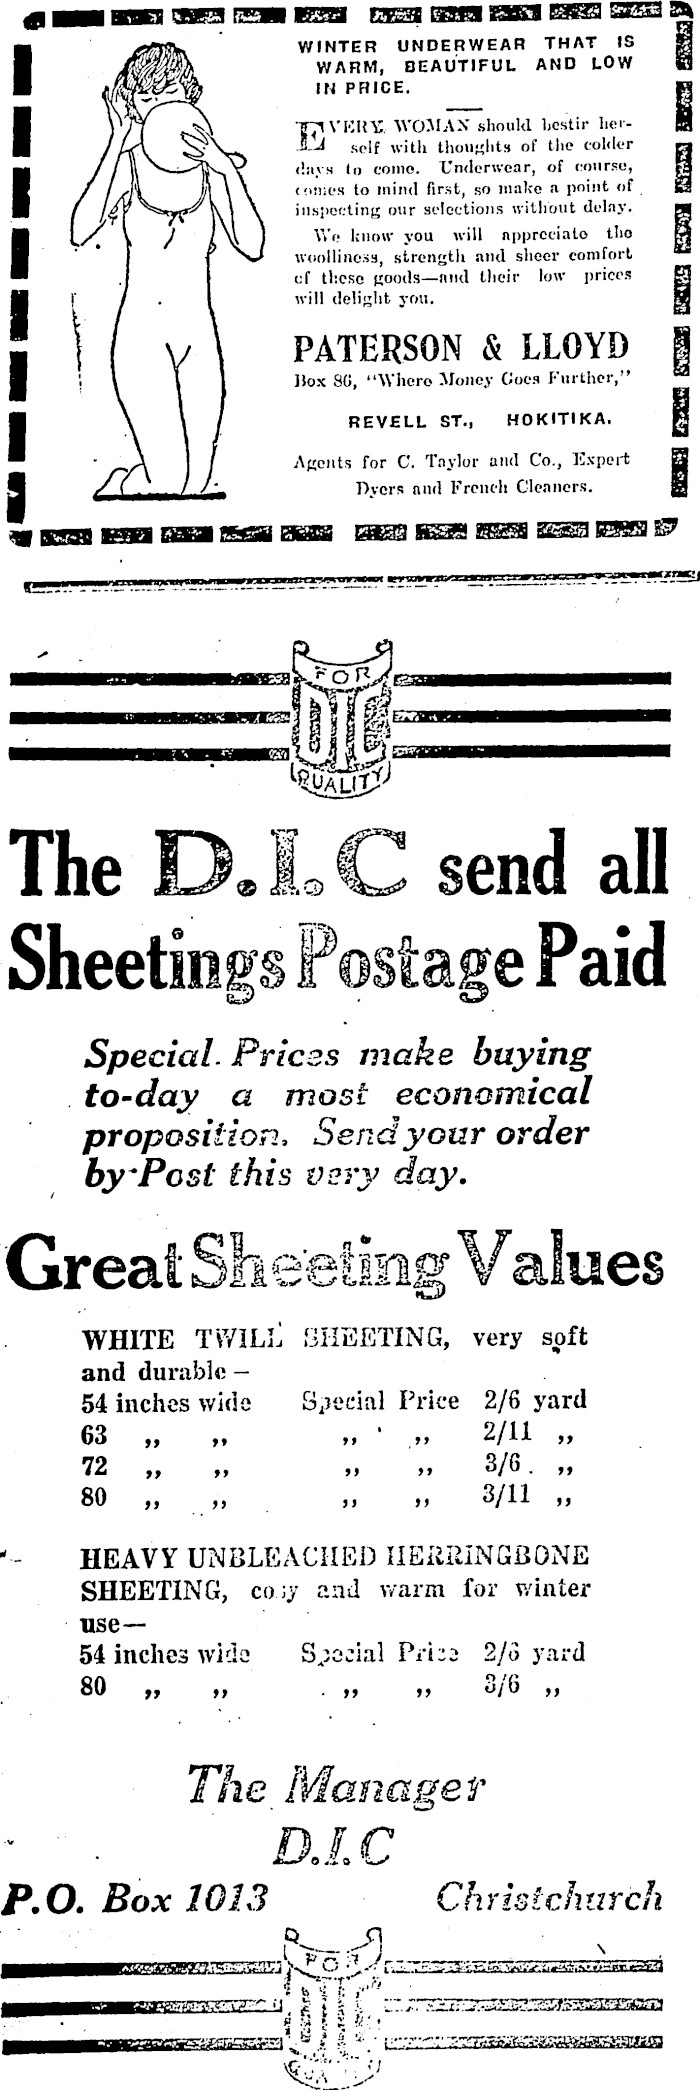 WINTER UNDERWEAR THAT IS
WARM, BEAUTIFUL AND LOW
IN PRICE.
EVERY WOMAN should bestir her-
self with thoughts of the colder
days to come. Underwear, of course,
comes to mind first, so make a point of
inspecting our selections without delay.
We know you will appreciate the
woolliness, strength and sheer comfort
of these goods—and their low prices
will delight you.
PATERSON & LLOYD
Box 86, "Where Money Goes Further,"
REVELL ST., HOKITIKA.
Agents for C. Taylor and Co., Expert
Dyers and French Cleaners.
FOR
DIC
QUALITY
The D.I.C send all
Sheetings Postage Paid
Special Prices make buying
to-day a most economical
proposition. Send your order
by Post this very day.
Great Sheeting Values
WHITE TWILL SHEETING, very soft
and durable—
54 inches wide Special Price 2/6 yard
63 ,, ,, ,, ,, 2/11 ,,
72 ,, ,, ,, ,, 3/6 ,,
80 ,, ,, ,, ,, 3/11 ,,
HEAVY UNBLEACHED HERRINGBONE
SHEETING, cosy and warm for winter
use—
54 inches wide Special Price 2/6 yard
80 ,, ,, ,, ,, 3/6 ,,
The Manager
D.I.C
P.O. Box 1013 Christchurch
FOR
DIC
QUALITY